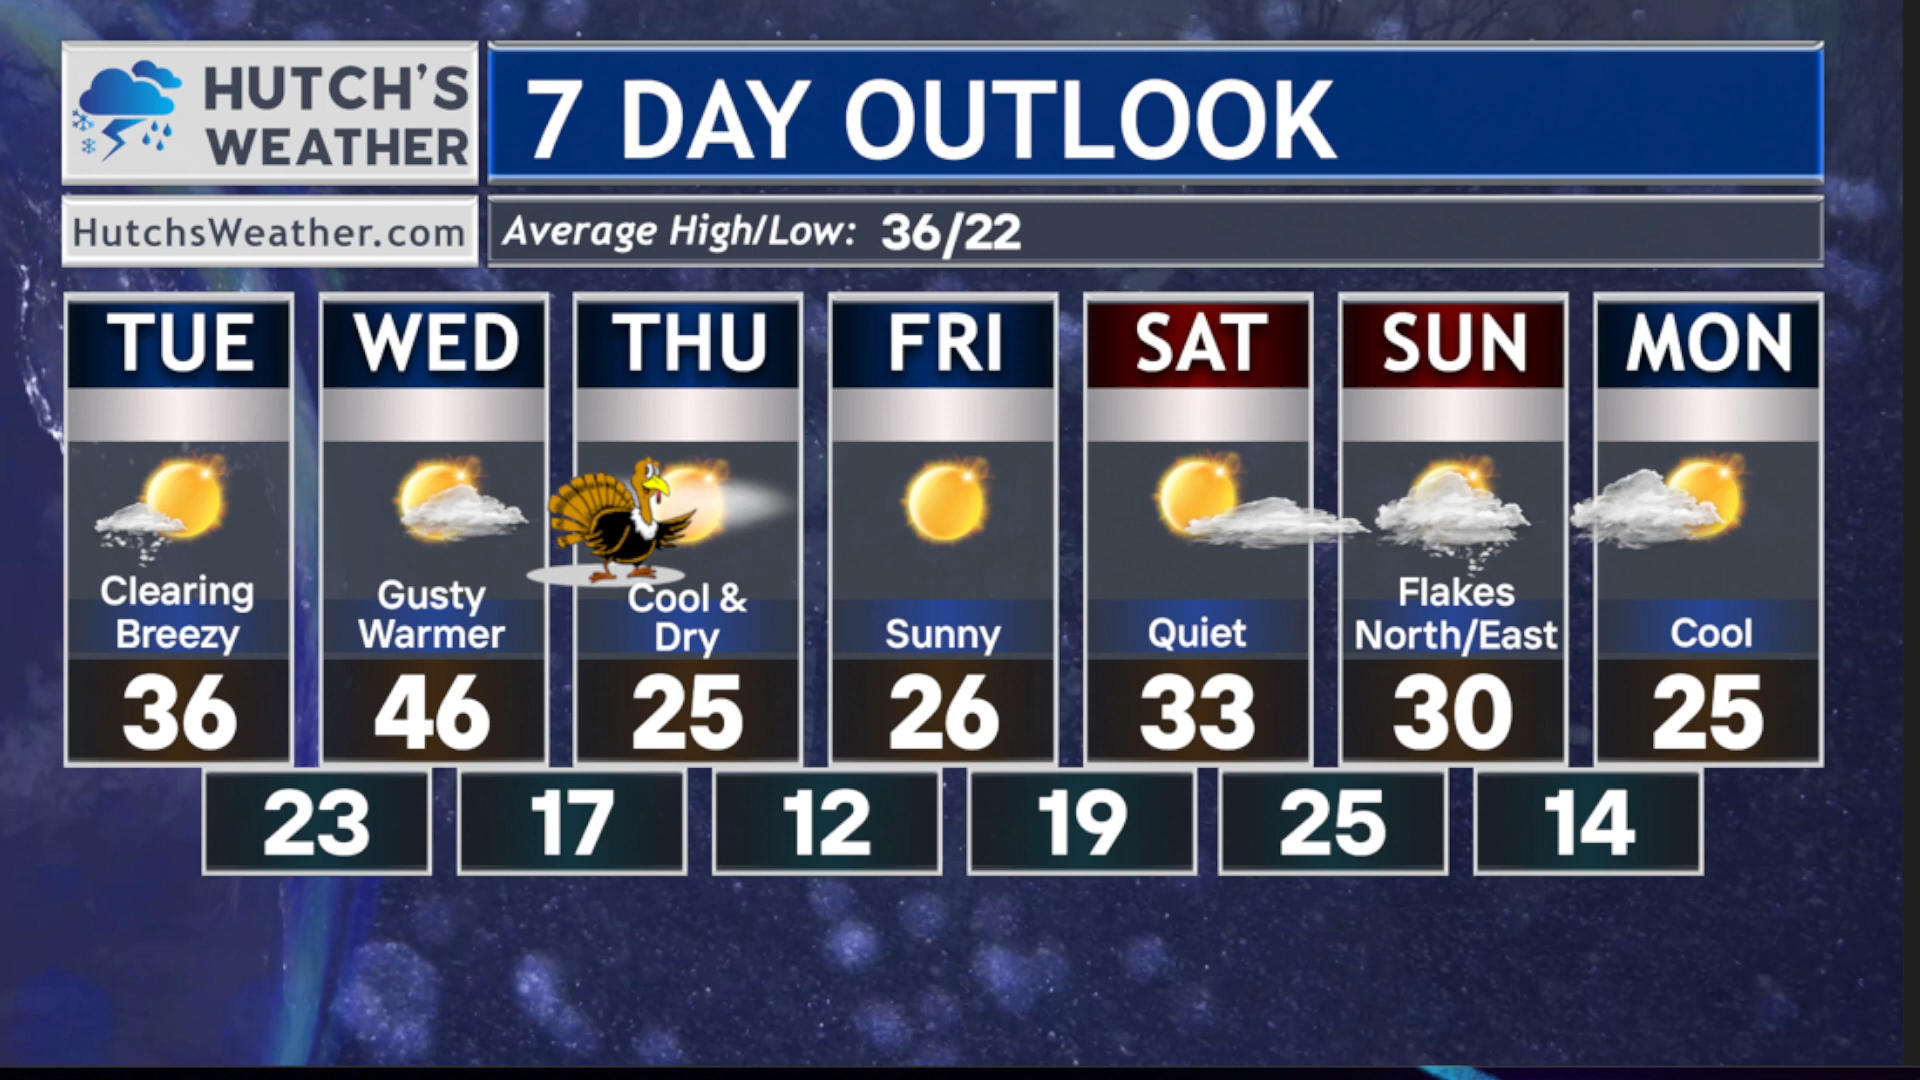 HUTCH'S
WEATHER
7 DAY OUTLOOK
HutchsWeather.com
Average High/Low: 36/22
TUE
WED
THU
FRI
SAT
SUN
MON
Clearing
Breezy
Gusty
Warmer
Cool &
Dry
Sunny
Quiet
Flakes
North/East
Cool
36
46
25
26
33
30
25
23
17
12
19
25
14